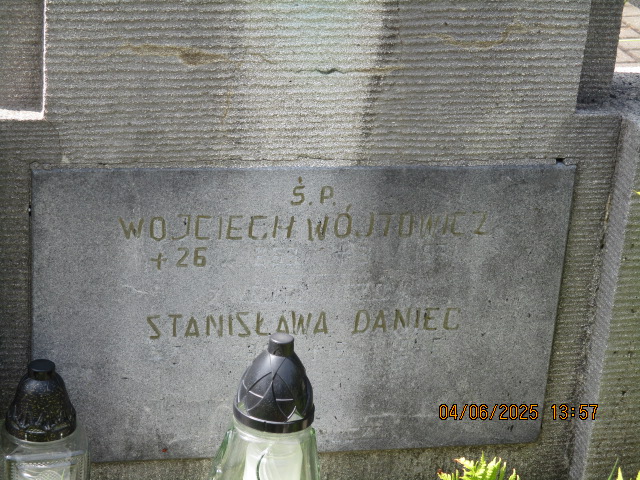 Ś. P.
WOJCIECH WÓJTOWICZ
+ 26
STANISŁAWA DANIEC
04/06/2025 13:57